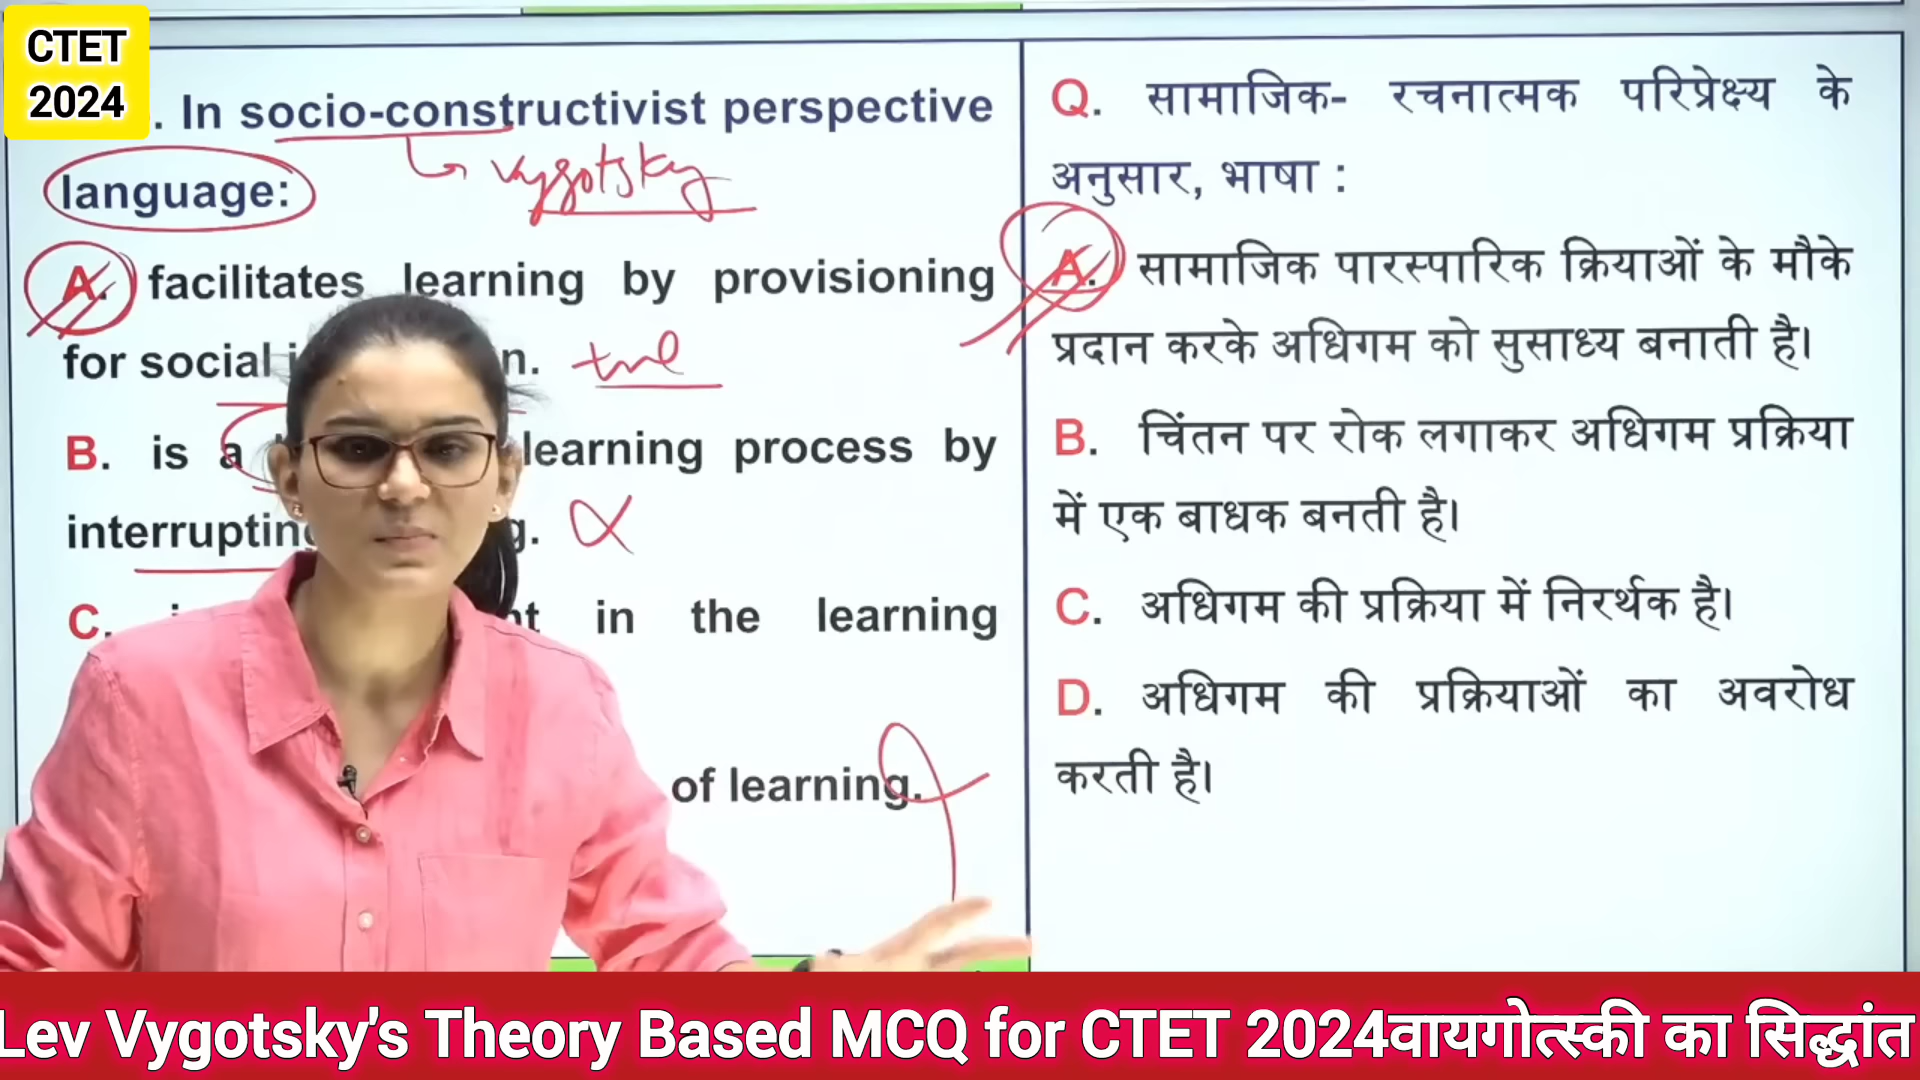 CTET
2024
. In socio-constructivist perspective
vygotsky
language:
A. facilitates learning by provisioning
for social n.
true
B. is a learning process by
interrupting g.
C. in the learning
of learning.
Q. सामाजिक- रचनात्मक परिप्रेक्ष्य के
अनुसार, भाषा :
A. सामाजिक पारस्पारिक क्रियाओं के मौके
प्रदान करके अधिगम को सुसाध्य बनाती है।
B. चिंतन पर रोक लगाकर अधिगम प्रक्रिया
में एक बाधक बनती है।
C. अधिगम की प्रक्रिया में निरर्थक है।
D. अधिगम की प्रक्रियाओं का अवरोध
करती है।
Lev Vygotsky's Theory Based MCQ for CTET 2024वायगोत्स्की का सिद्धांत